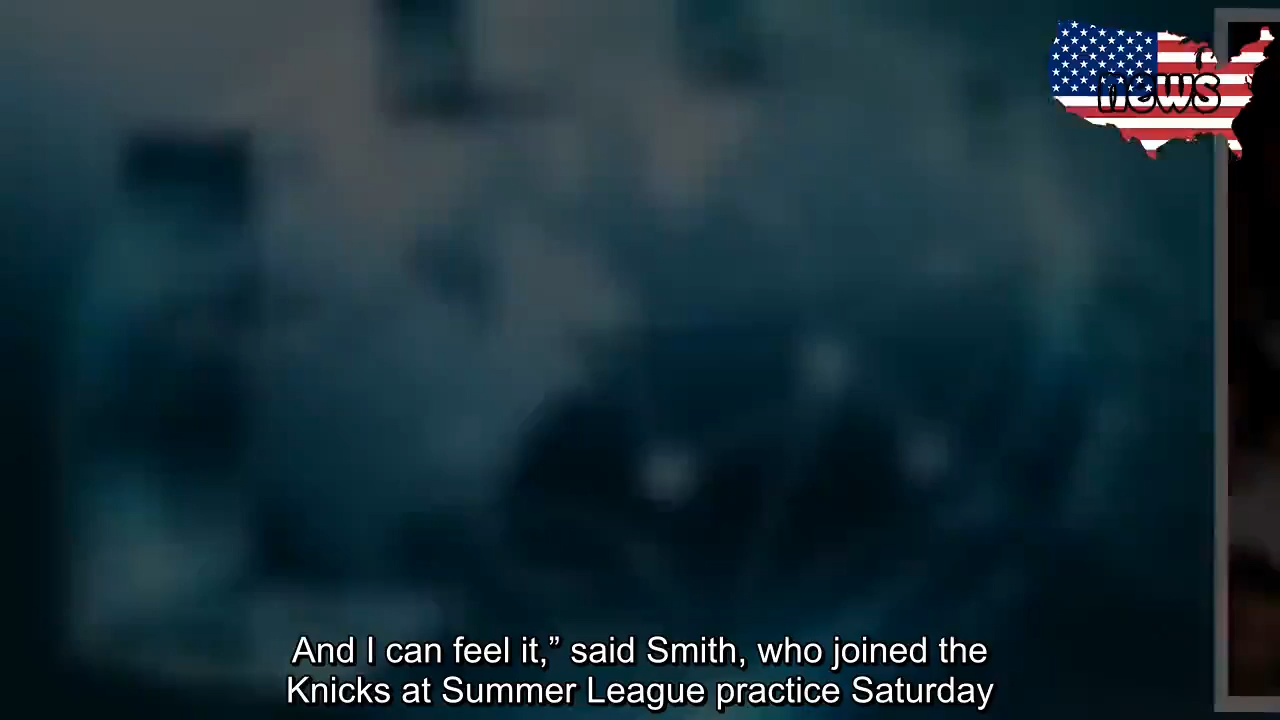 news
And I can feel it,” said Smith, who joined the
Knicks at Summer League practice Saturday